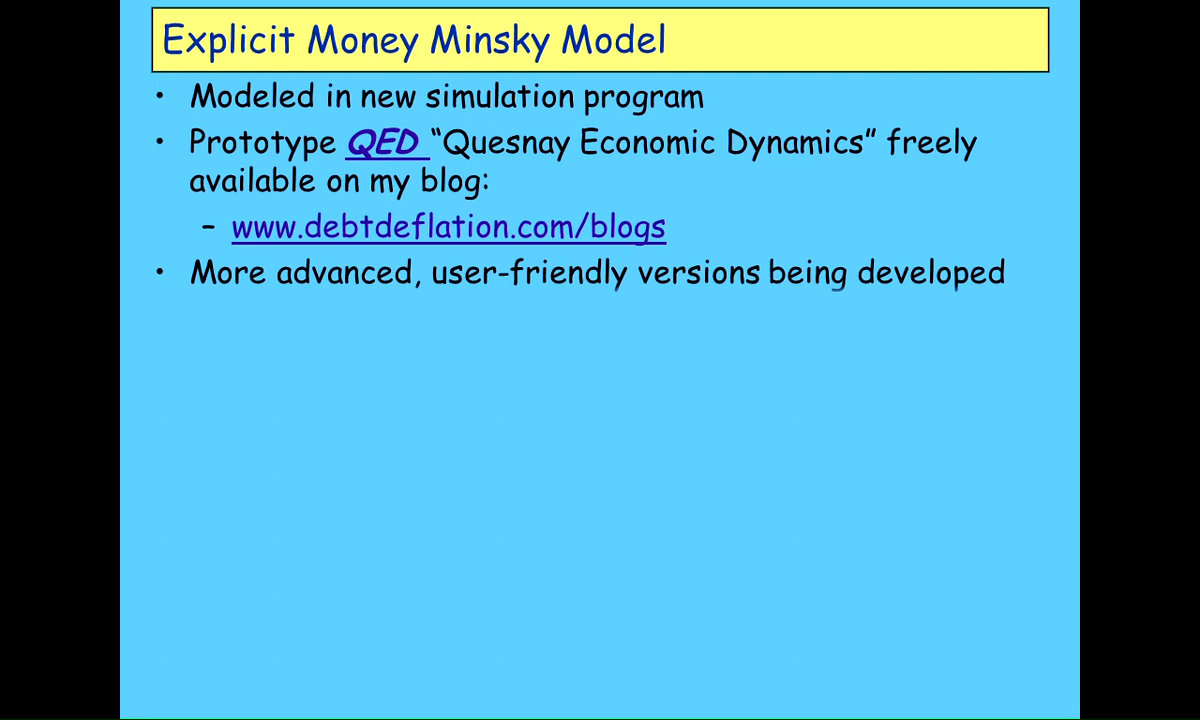 Explicit Money Minsky Model
• Modeled in new simulation program
• Prototype QED “Quesnay Economic Dynamics” freely
available on my blog:
– www.debtdeflation.com/blogs
• More advanced, user-friendly versions being developed